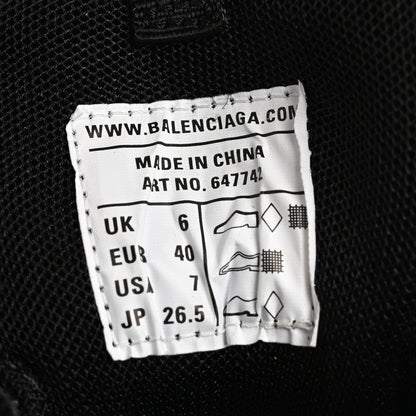 WWW.BALENCIAGA.COM
MADE IN CHINA
ART NO. 647742
UK 6
EUR 40
USA 7
JP 26.5